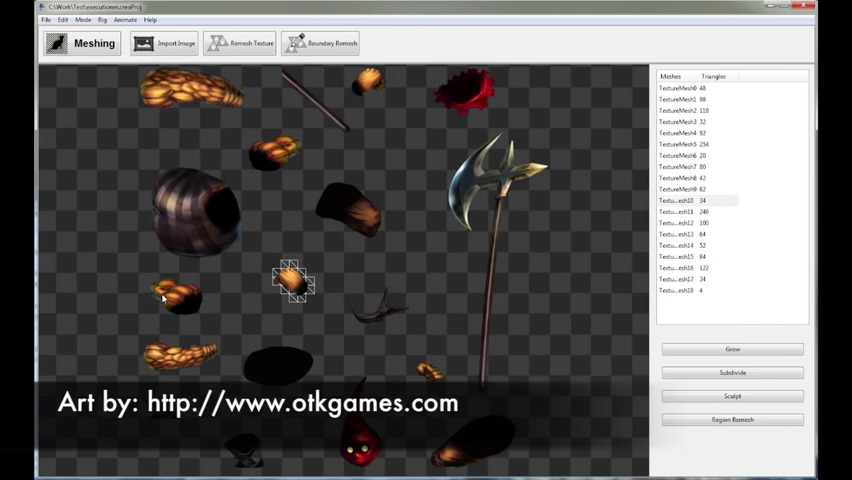 C:\Work\Test\executioner.creaProj
File Edit Mode Rig Animate Help
Meshing Import Image Remesh Texture Boundary Remesh
Meshes Triangles
TextureMesh0 48
TextureMesh1 98
TextureMesh2 118
TextureMesh3 32
TextureMesh4 92
TextureMesh5 254
TextureMesh6 20
TextureMesh7 80
TextureMesh8 42
TextureMesh9 62
Textu...esh10 34
Textu...esh11 246
Textu...esh12 100
Textu...esh13 64
Textu...esh14 52
Textu...esh15 84
Textu...esh16 122
Textu...esh17 34
Textu...esh18 4
Grow
Subdivide
Sculpt
Region Remesh
Art by: http://www.otkgames.com